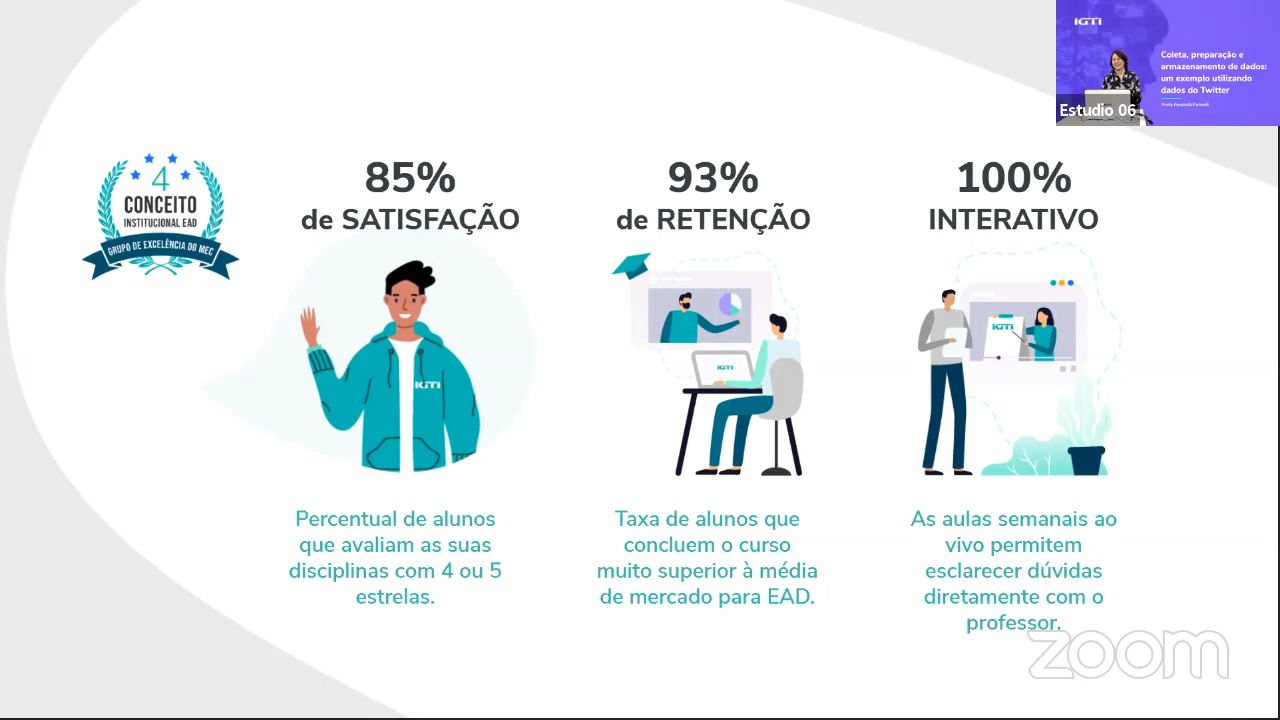 iGTi
Coleta, preparação e
armazenamento de dados:
um exemplo utilizando
dados do Twitter
Profa. Fernanda Farinelli
Estudio 06
4
CONCEITO
INSTITUCIONAL EAD
GRUPO DE EXCELÊNCIA DO MEC
85%
de SATISFAÇÃO
iGTi
Percentual de alunos
que avaliam as suas
disciplinas com 4 ou 5
estrelas.
93%
de RETENÇÃO
iGTi
Taxa de alunos que
concluem o curso
muito superior à média
de mercado para EAD.
100%
INTERATIVO
iGTi
As aulas semanais ao
vivo permitem
esclarecer dúvidas
diretamente com o
professor.
zoom